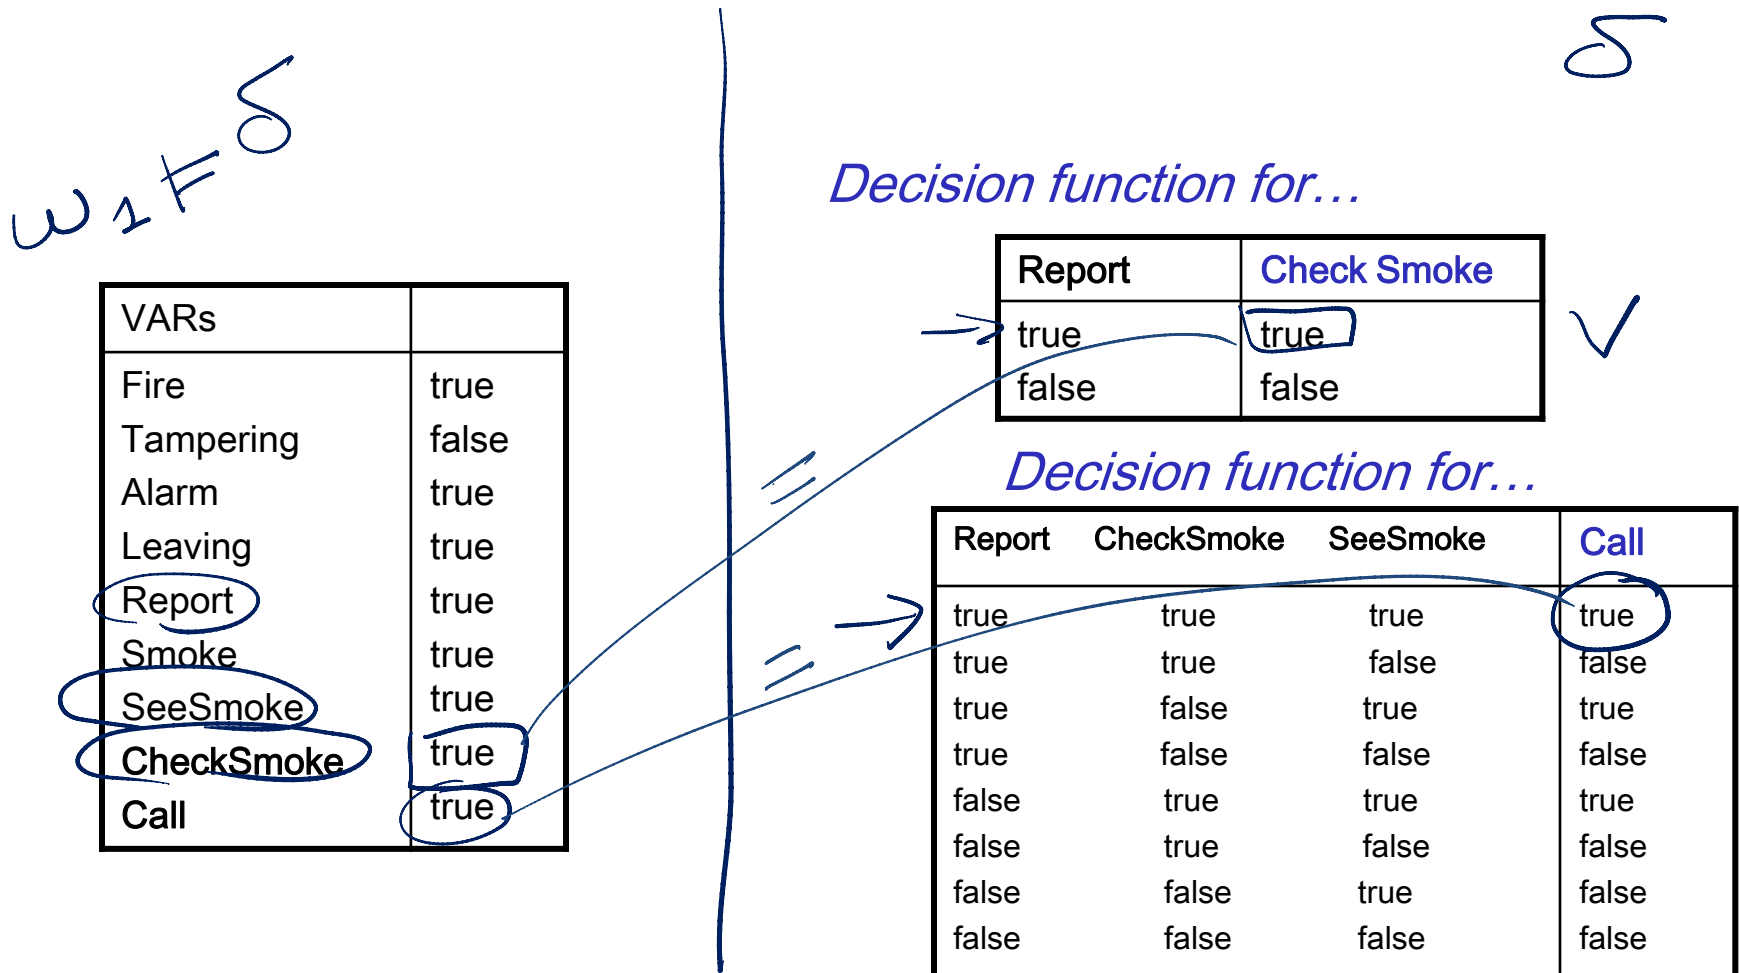 δ
ω1 ⊨ δ
VARs
Fire true
Tampering false
Alarm true
Leaving true
Report true
Smoke true
SeeSmoke true
CheckSmoke true
Call true
Decision function for…
Report Check Smoke
true true ✓
false false
=
Decision function for…
Report CheckSmoke SeeSmoke Call
true true true true
=
true true false false
true false true true
true false false false
false true true true
false true false false
false false true false
false false false false